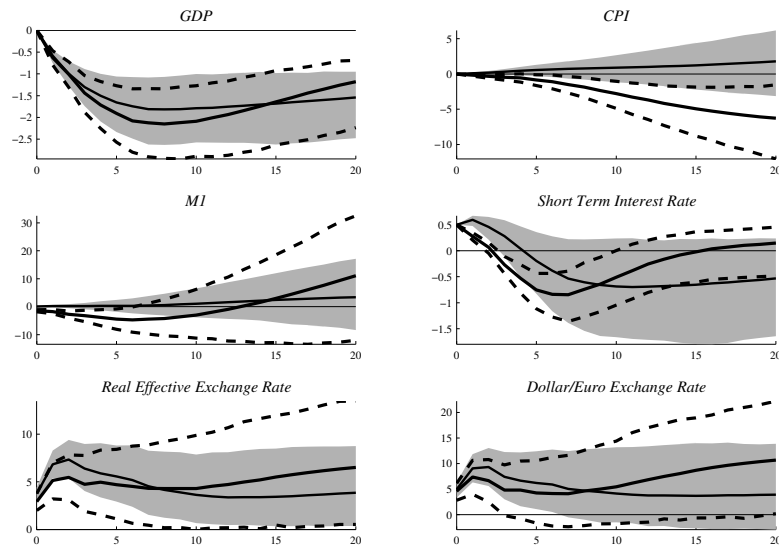 GDP
0
−0.5
−1
−1.5
−2
−2.5
0 5 10 15 20
CPI
5
0
−5
−10
0 5 10 15 20
M1
30
20
10
0
−10
0 5 10 15 20
Short Term Interest Rate
0.5
0
−0.5
−1
−1.5
0 5 10 15 20
Real Effective Exchange Rate
10
5
0
0 5 10 15 20
Dollar/Euro Exchange Rate
20
15
10
5
0
0 5 10 15 20